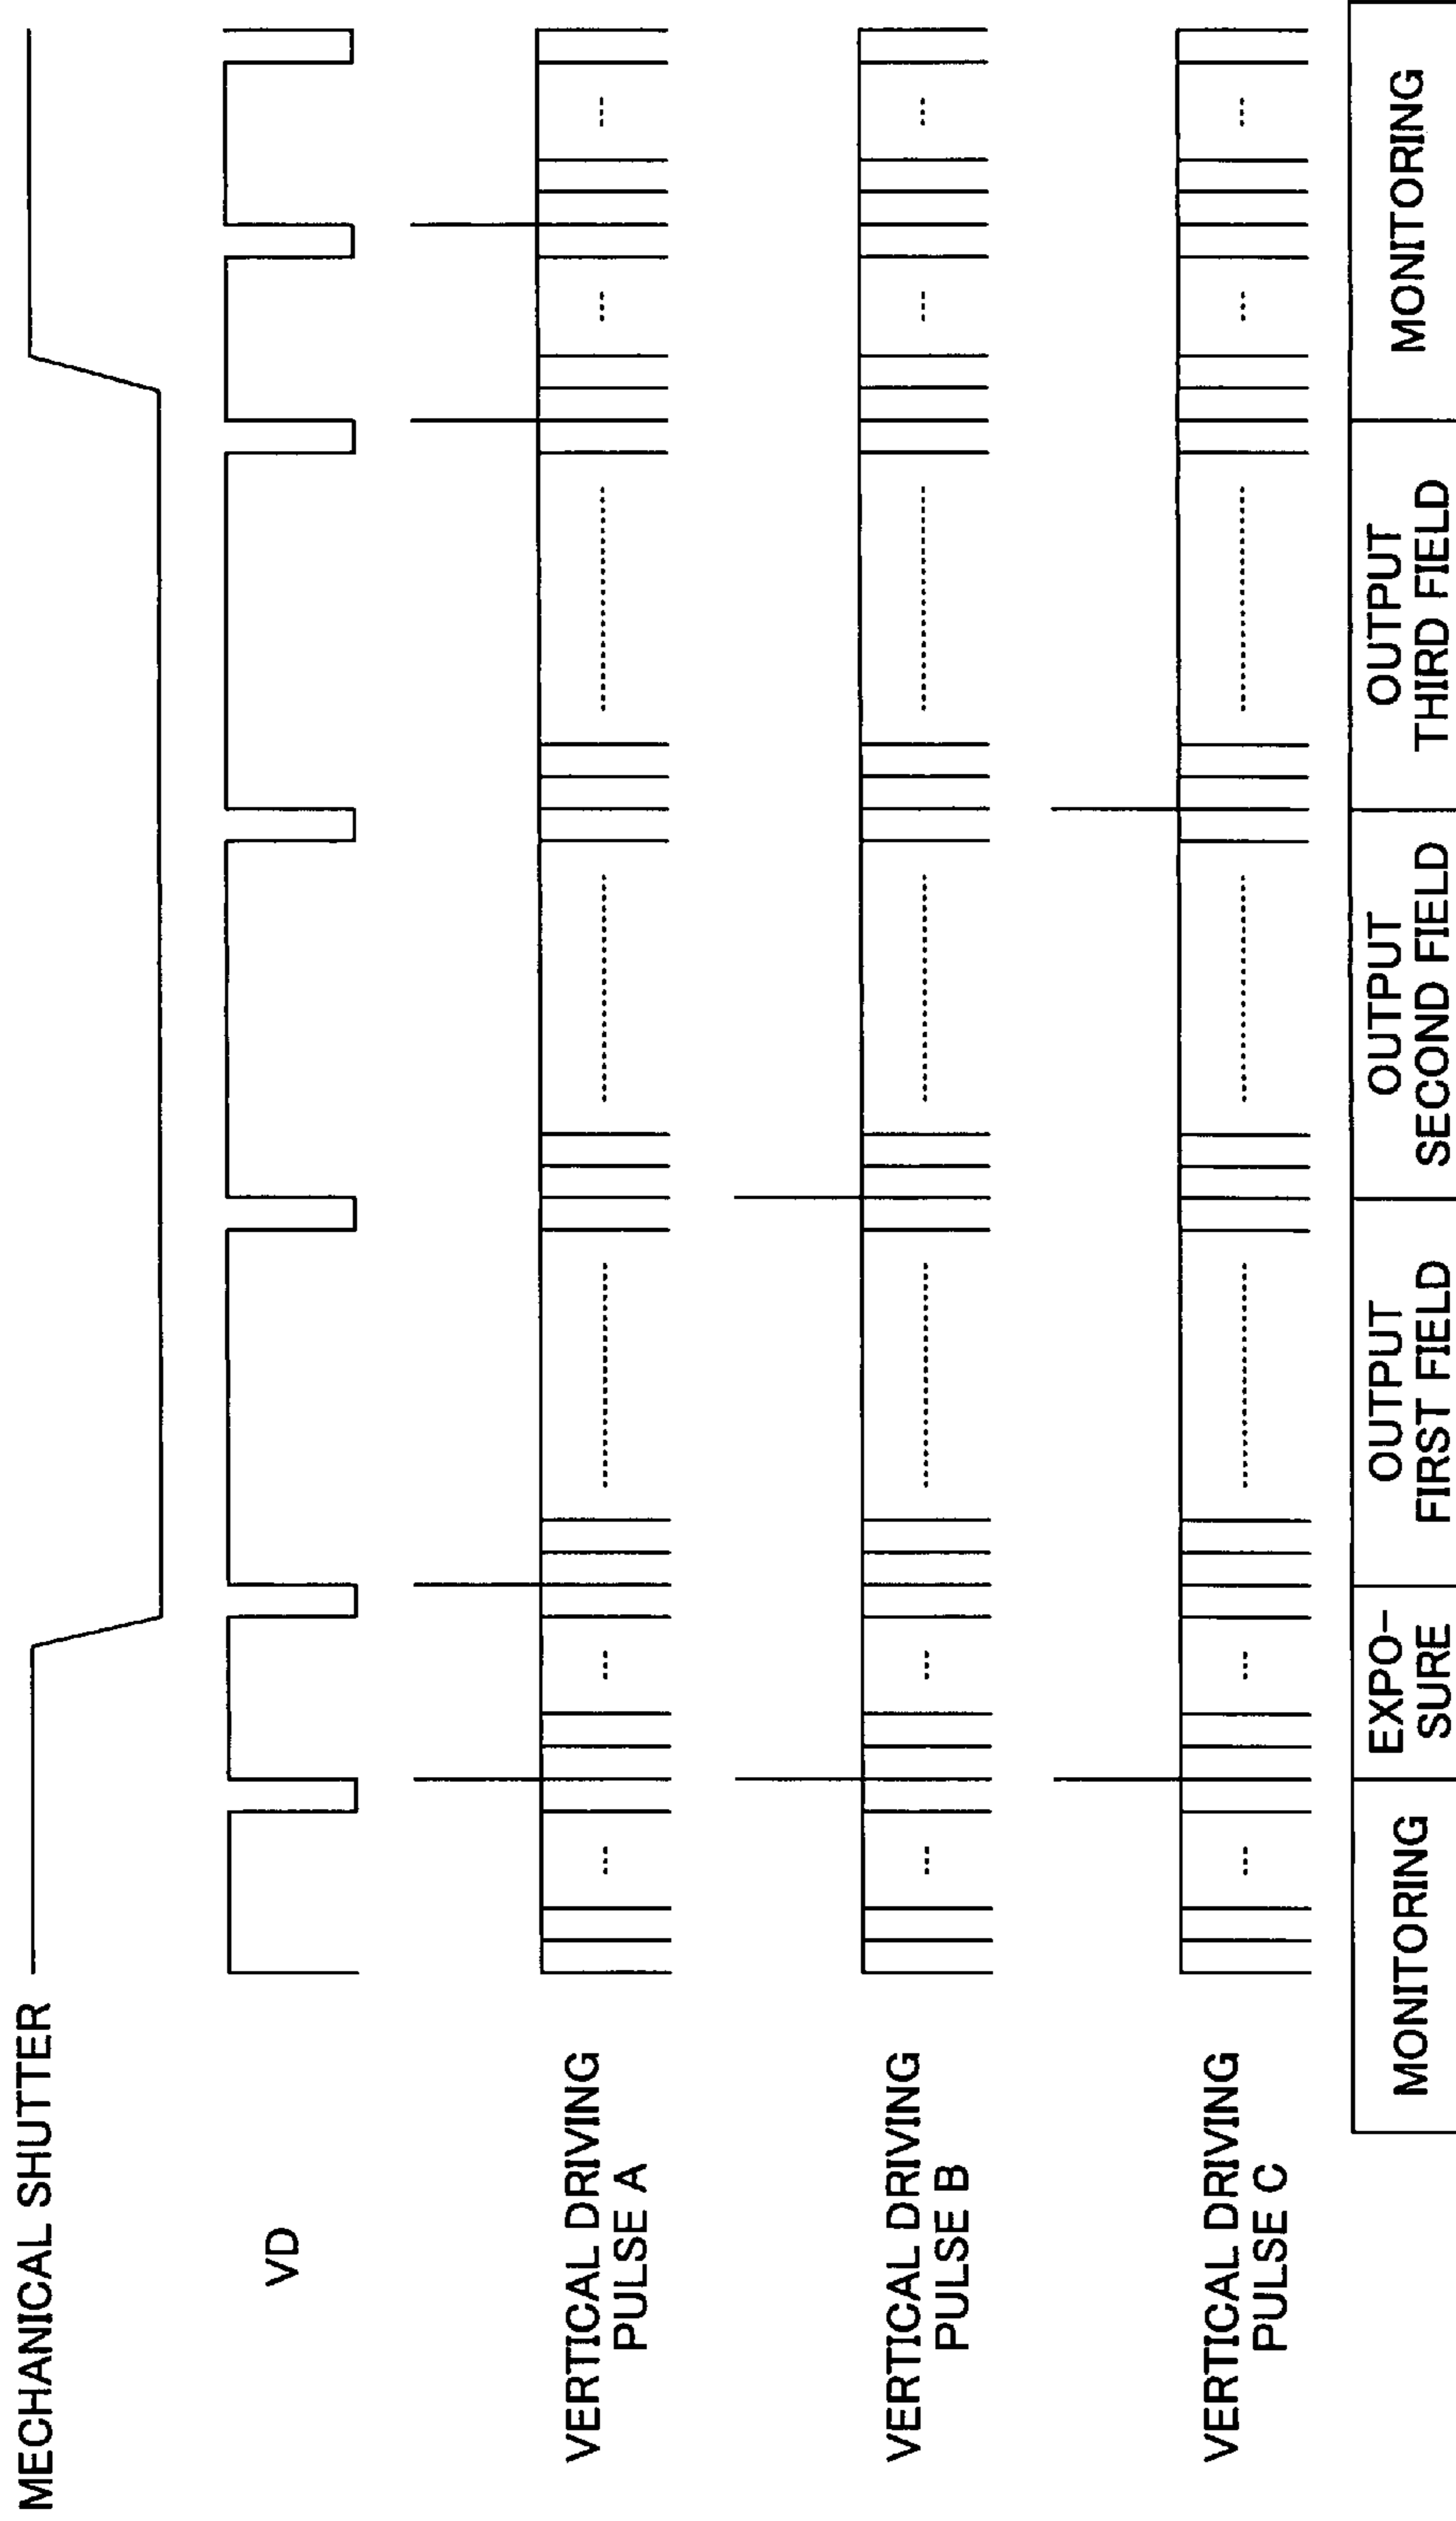 MECHANICAL SHUTTER
VD
VERTICAL DRIVING
PULSE A
VERTICAL DRIVING
PULSE B
VERTICAL DRIVING
PULSE C
MONITORING
EXPO-
SURE
OUTPUT
FIRST FIELD
OUTPUT
SECOND FIELD
OUTPUT
THIRD FIELD
MONITORING